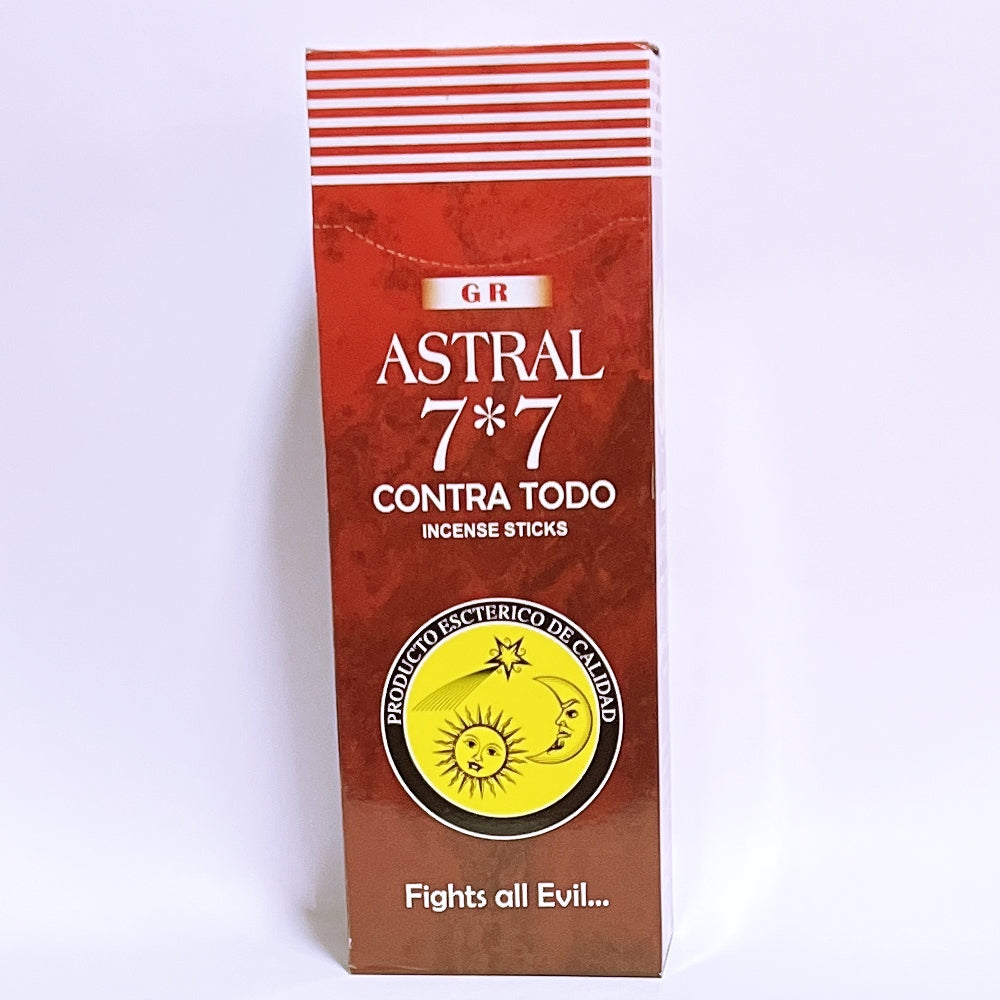 GR
ASTRAL
7*7
CONTRA TODO
INCENSE STICKS
PRODUCTO ESCTERICO DE CALIDAD
Fights all Evil...